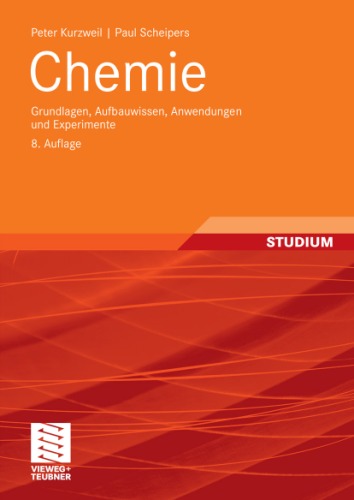 Peter Kurzweil | Paul Scheipers
Chemie
Grundlagen, Aufbauwissen, Anwendungen
und Experimente
8. Auflage
STUDIUM
VIEWEG+
TEUBNER